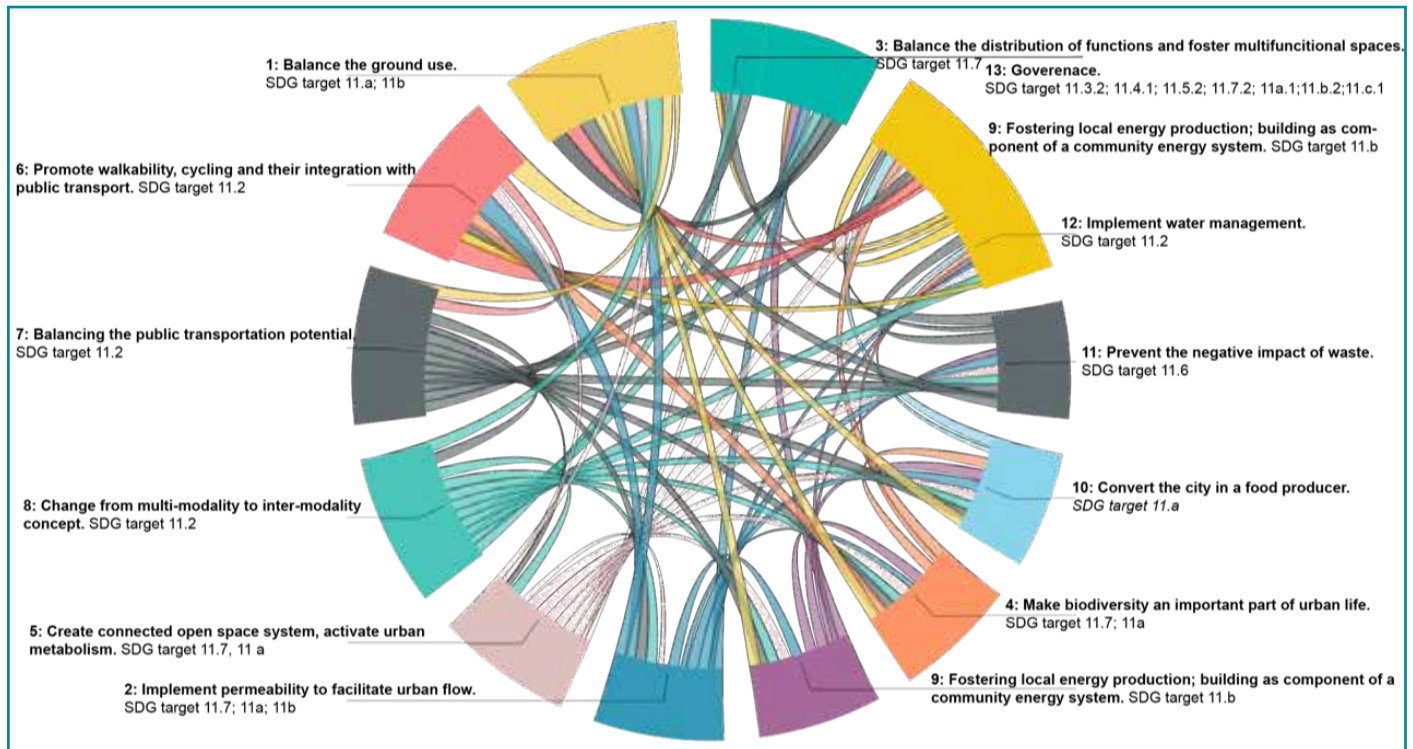 1: Balance the ground use.
SDG target 11.a; 11b
3: Balance the distribution of functions and foster multifuncitional spaces.
SDG target 11.7
13: Goverenace.
SDG target 11.3.2; 11.4.1; 11.5.2; 11.7.2; 11a.1;11.b.2;11.c.1
9: Fostering local energy production; building as com-
ponent of a community energy system. SDG target 11.b
6: Promote walkability, cycling and their integration with
public transport. SDG target 11.2
12: Implement water management.
SDG target 11.2
7: Balancing the public transportation potential.
SDG target 11.2
11: Prevent the negative impact of waste.
SDG target 11.6
8: Change from multi-modality to inter-modality
concept. SDG target 11.2
10: Convert the city in a food producer.
SDG target 11.a
5: Create connected open space system, activate urban
metabolism. SDG target 11.7, 11 a
4: Make biodiversity an important part of urban life.
SDG target 11.7; 11a
2: Implement permeability to facilitate urban flow.
SDG target 11.7; 11a; 11b
9: Fostering local energy production; building as component of a
community energy system. SDG target 11.b